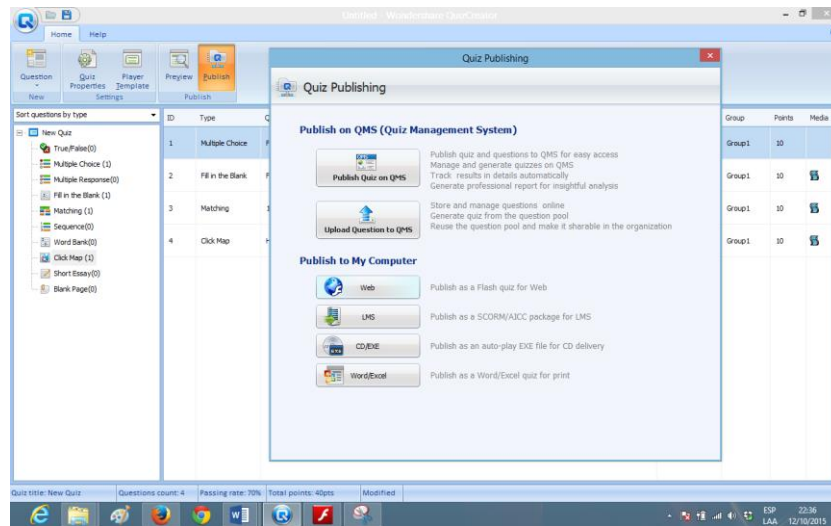 Untitled - Wondershare QuizCreator
Home Help
Question
Quiz Properties
Player Template
Preview
Publish
New
Settings
Publish
Sort questions by type
New Quiz
True/False(0)
Multiple Choice (1)
Multiple Response(0)
Fill in the Blank (1)
Matching (1)
Sequence(0)
Word Bank(0)
Click Map (1)
Short Essay(0)
Blank Page(0)
ID Type
Group Points Media
1 Multiple Choice Group1 10
2 Fill in the Blank Group1 10
3 Matching Group1 10
4 Click Map Group1 10
Quiz Publishing
Quiz Publishing
Publish on QMS (Quiz Management System)
Publish Quiz on QMS
Publish quiz and questions to QMS for easy access
Manage and generate quizzes on QMS
Track results in details automatically
Generate professional report for insightful analysis
Upload Question to QMS
Store and manage questions online
Generate quiz from the question pool
Reuse the question pool and make it sharable in the organization
Publish to My Computer
Web Publish as a Flash quiz for Web
LMS Publish as a SCORM/AICC package for LMS
CD/EXE Publish as an auto-play EXE file for CD delivery
Word/Excel Publish as a Word/Excel quiz for print
Quiz title: New Quiz Questions count: 4 Passing rate: 70% Total points: 40pts Modified
ESP 22:36
LAA 12/10/2015